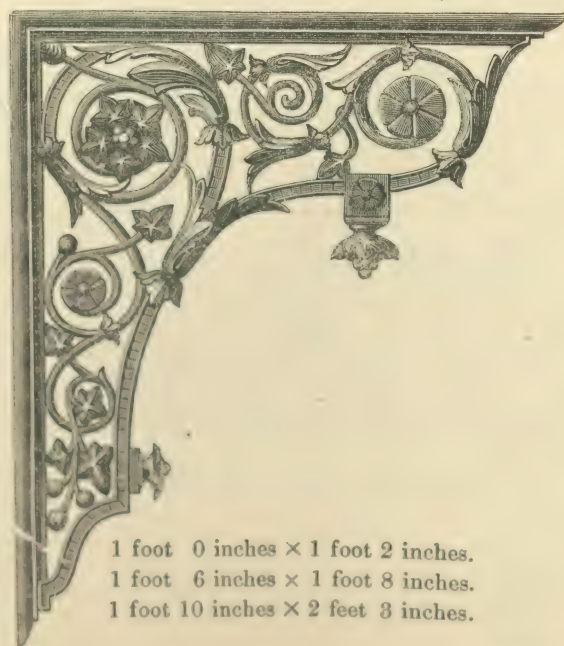 1 foot 0 inches × 1 foot 2 inches.
1 foot 6 inches × 1 foot 8 inches.
1 foot 10 inches × 2 feet 3 inches.